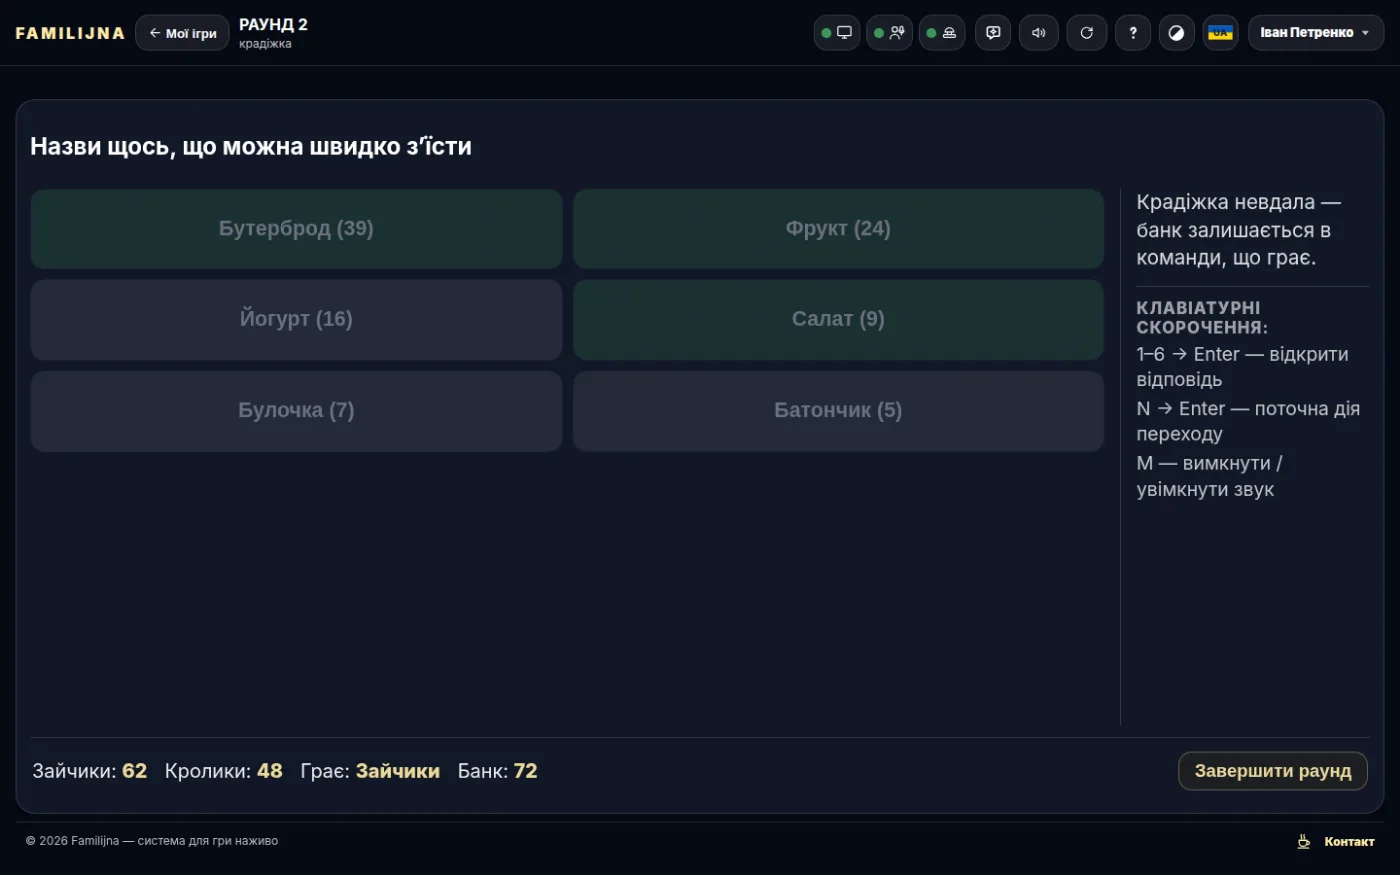 FAMILIJNA
← Мої ігри
РАУНД 2
крадіжка
?
UA
Іван Петренко
Назви щось, що можна швидко з’їсти
Бутерброд (39)
Фрукт (24)
Йогурт (16)
Салат (9)
Булочка (7)
Батончик (5)
Крадіжка невдала —
банк залишається в
команди, що грає.
КЛАВІАТУРНІ
СКОРОЧЕННЯ:
1–6 → Enter — відкрити
відповідь
N → Enter — поточна дія
переходу
M — вимкнути /
увімкнути звук
Зайчики: 62 Кролики: 48 Грає: Зайчики Банк: 72
Завершити раунд
© 2026 Familijna — система для гри наживо
Контакт